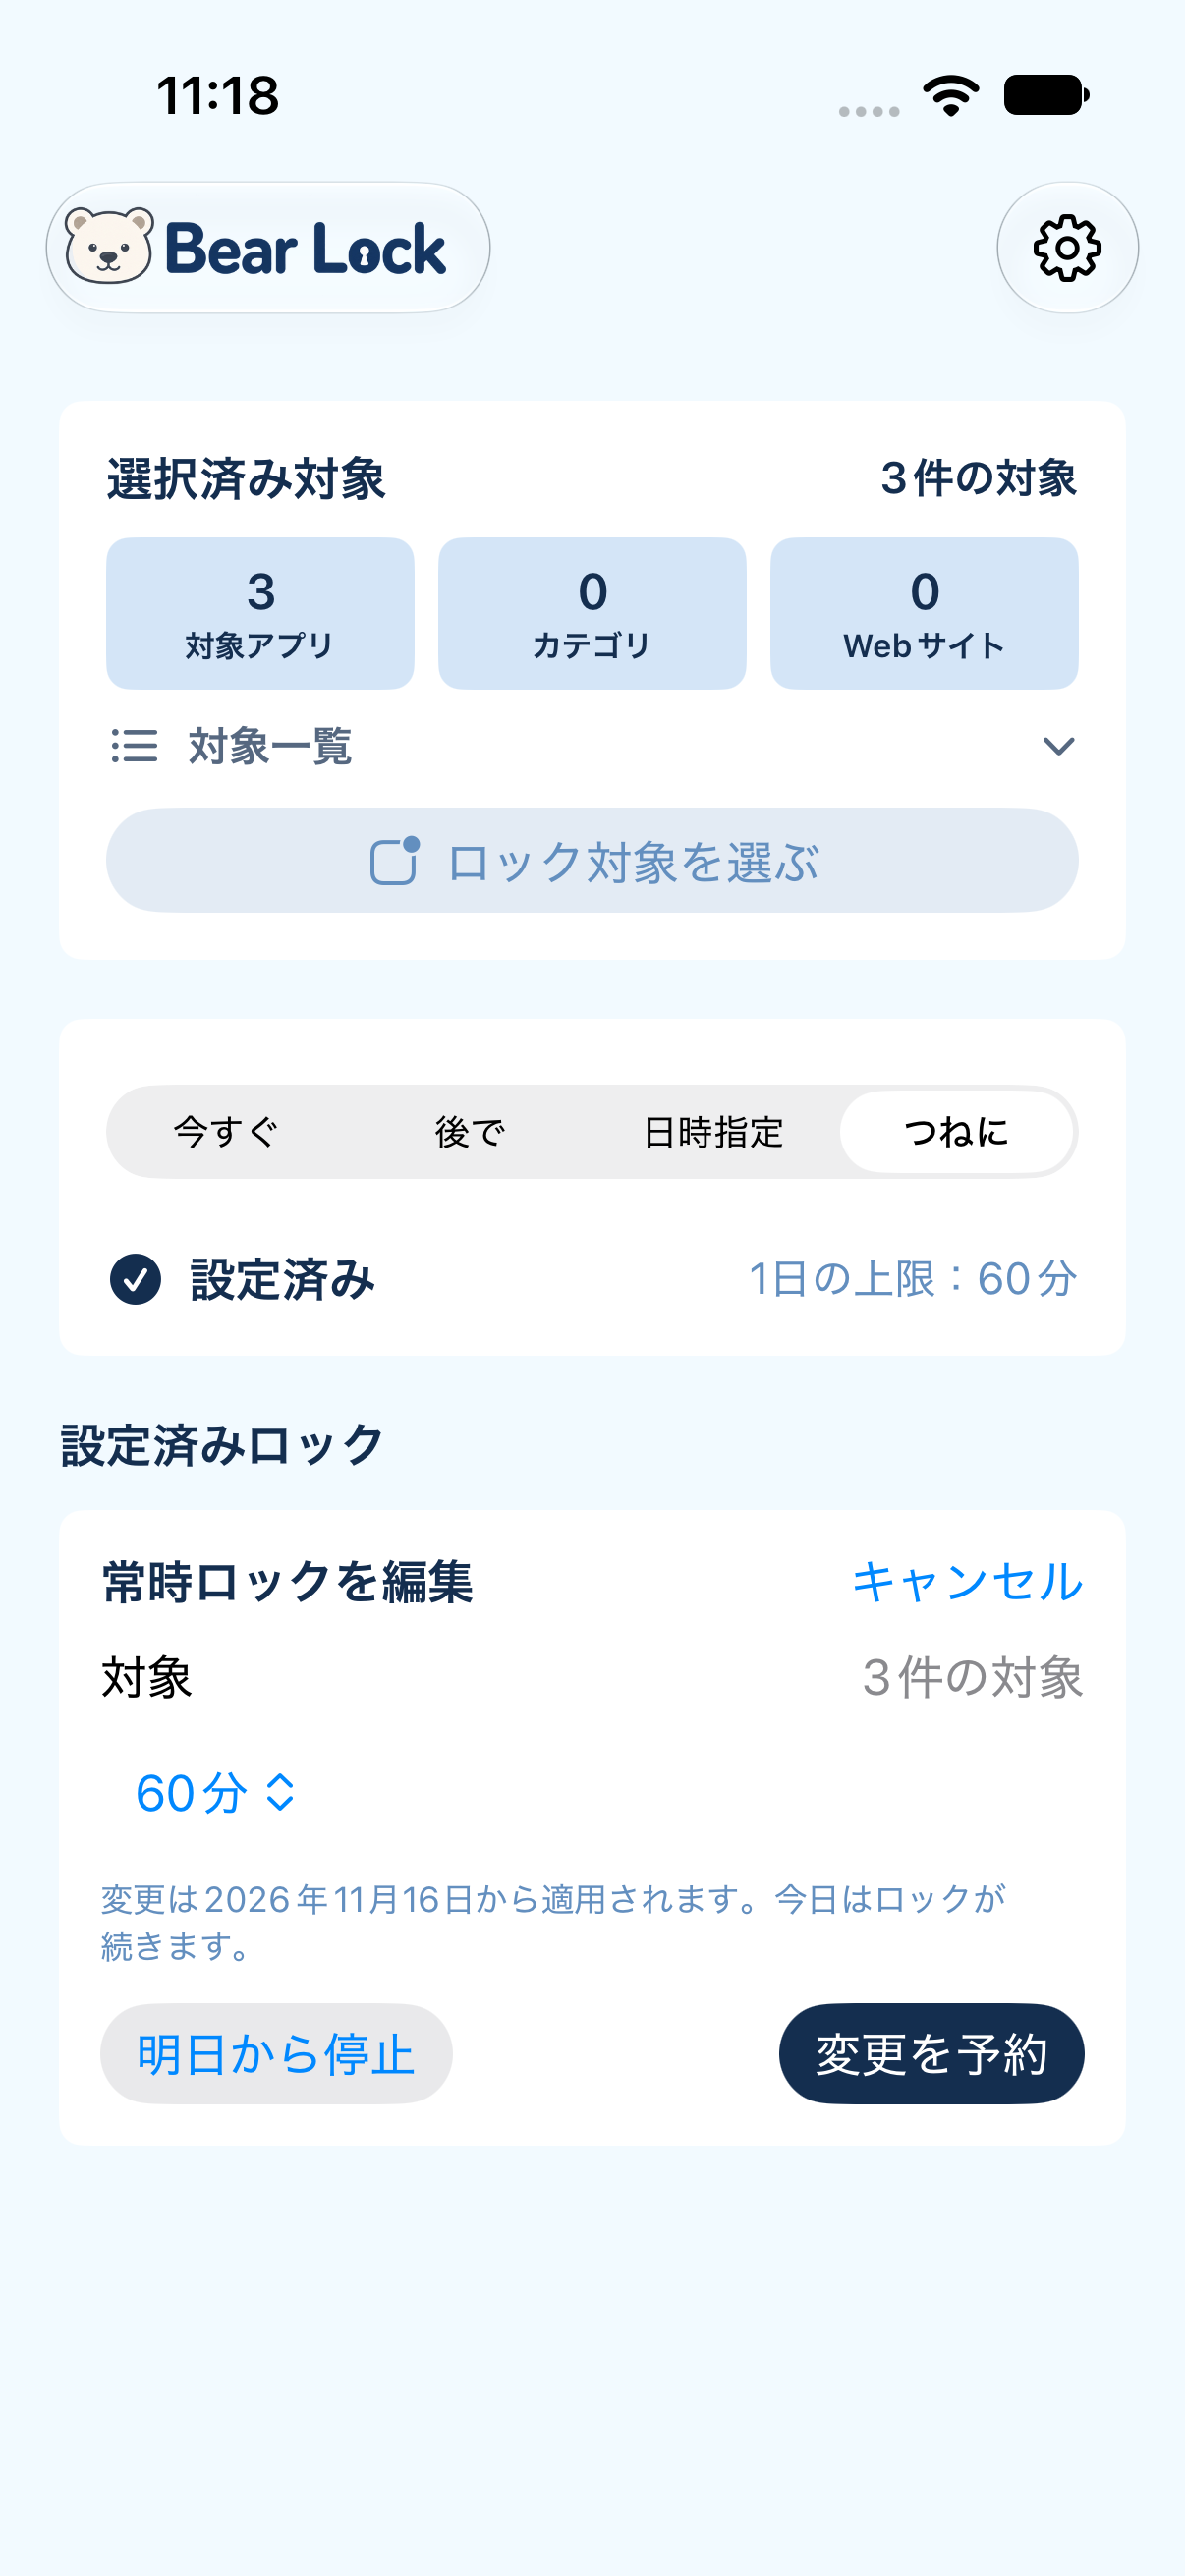 11:18
Bear Lock
選択済み対象
3件の対象
3
対象アプリ
0
カテゴリ
0
Webサイト
対象一覧
ロック対象を選ぶ
今すぐ
後で
日時指定
つねに
設定済み
1日の上限：60分
設定済みロック
常時ロックを編集
キャンセル
対象
3件の対象
60分
変更は2026年11月16日から適用されます。今日はロックが
続きます。
明日から停止
変更を予約